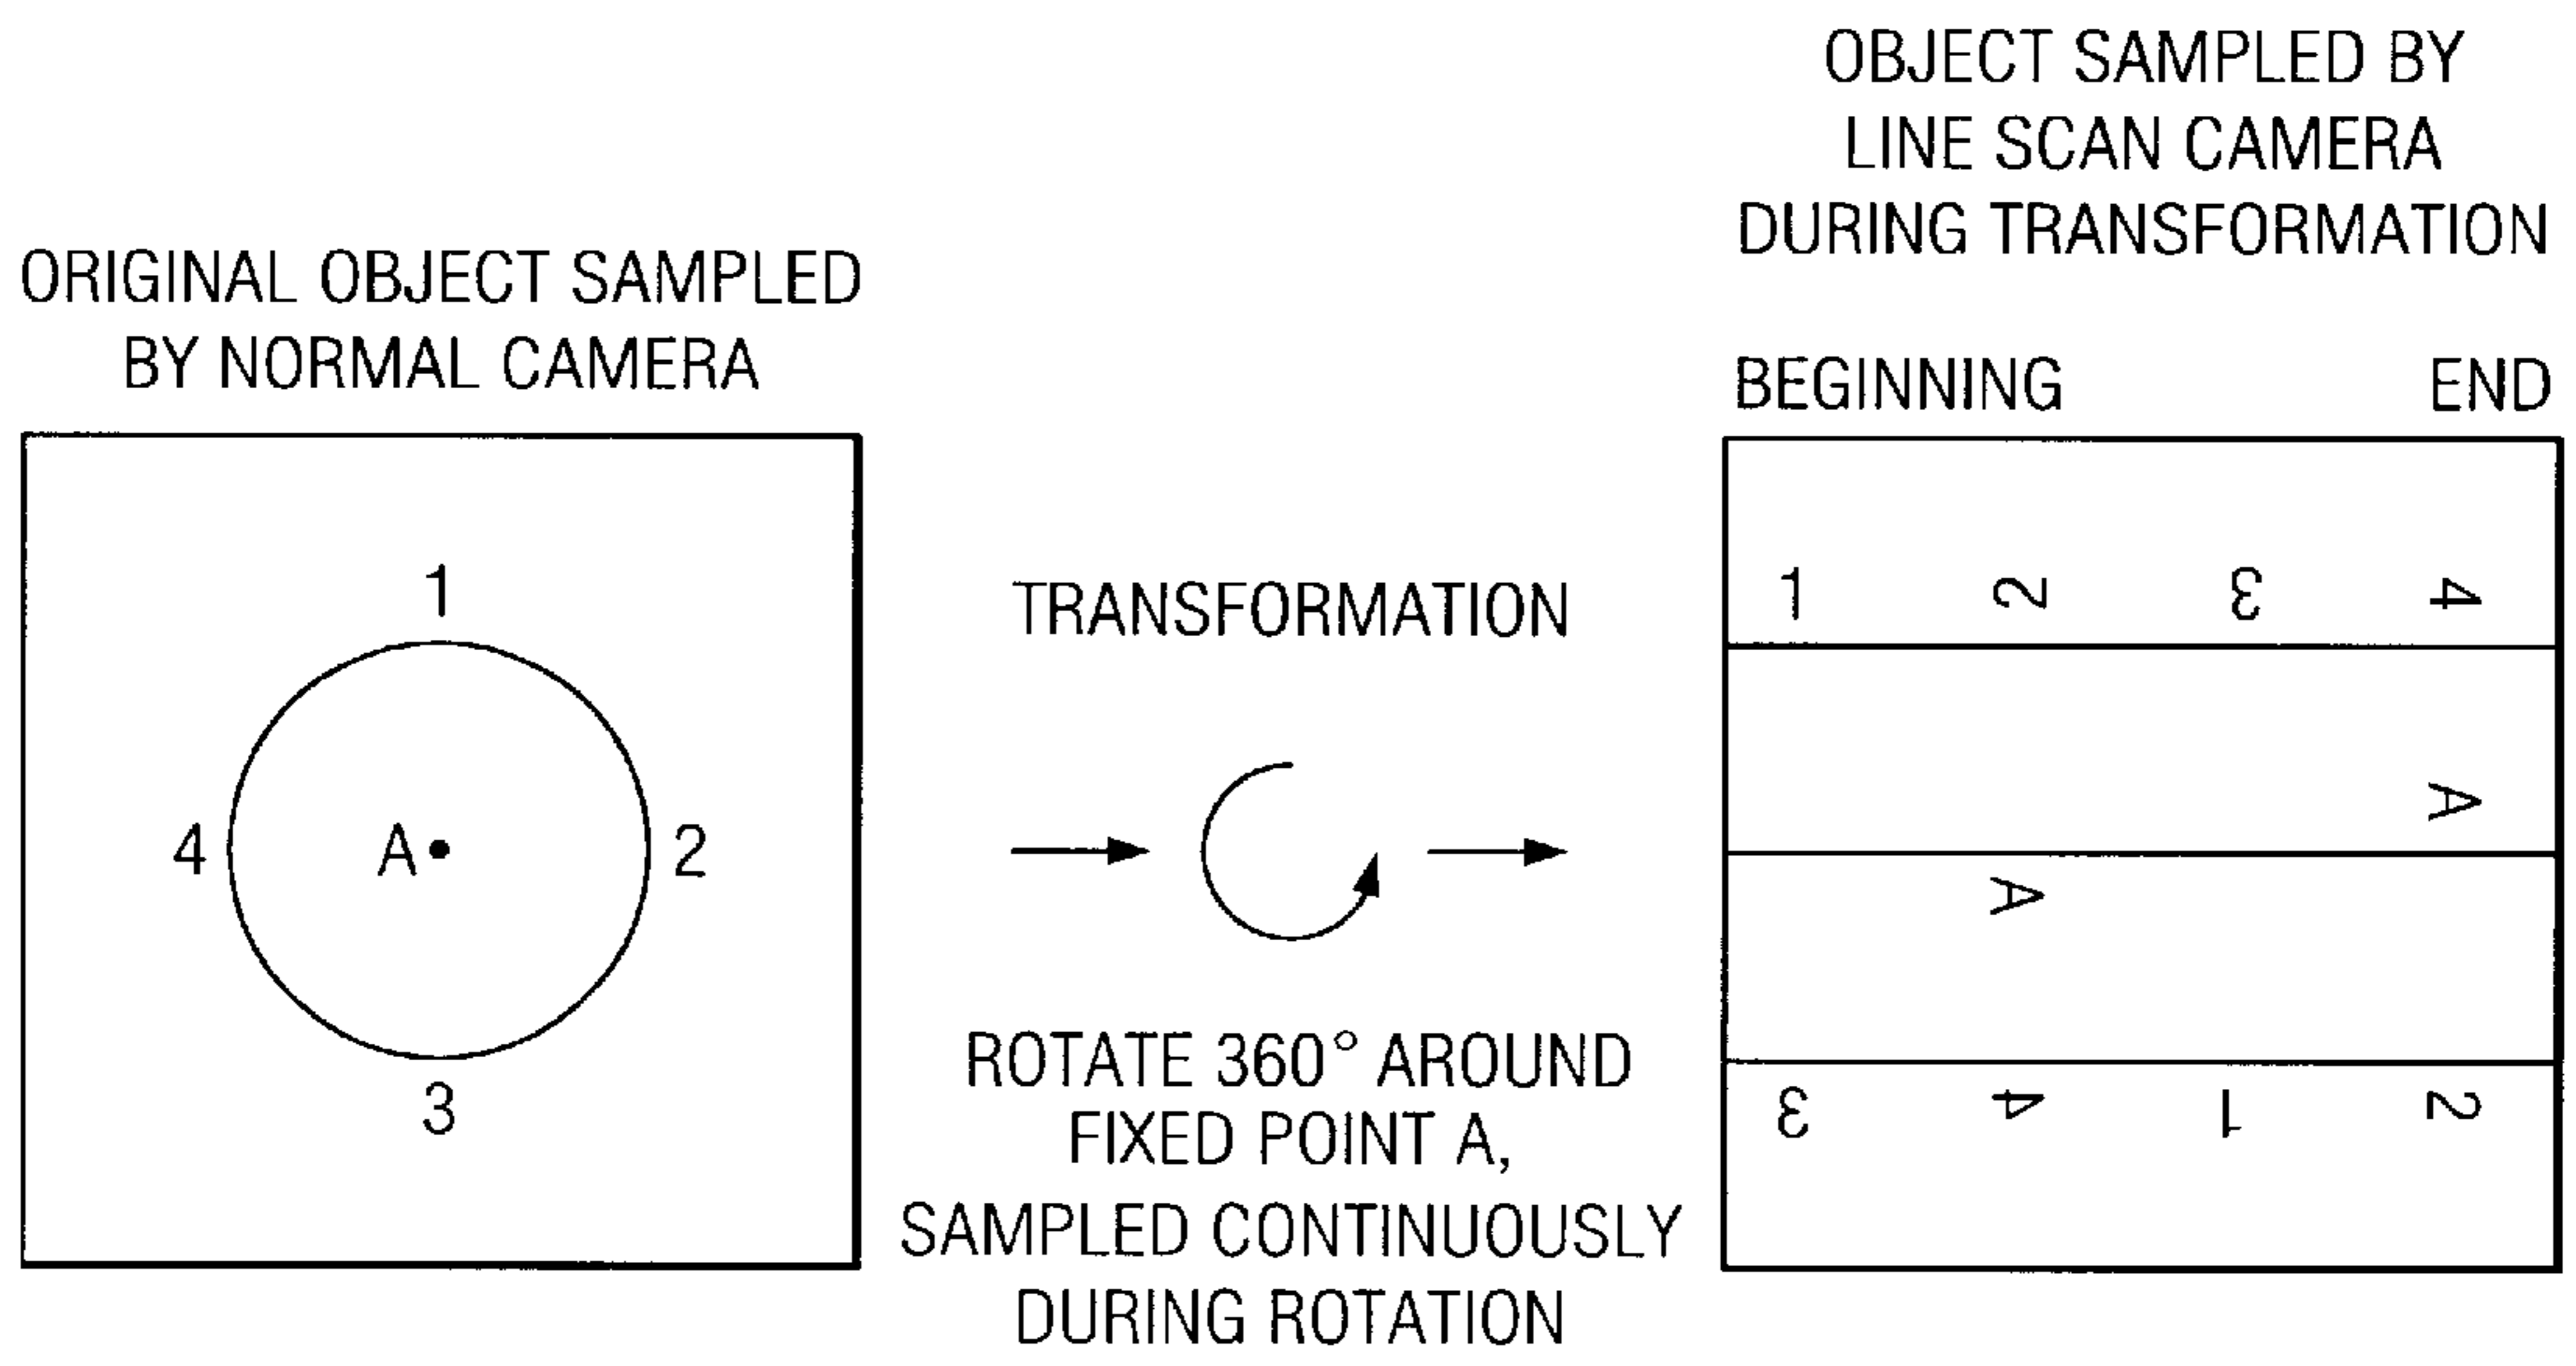 ORIGINAL OBJECT SAMPLED
BY NORMAL CAMERA
1
4
A
2
3
TRANSFORMATION
ROTATE 360° AROUND
FIXED POINT A,
SAMPLED CONTINUOUSLY
DURING ROTATION
OBJECT SAMPLED BY
LINE SCAN CAMERA
DURING TRANSFORMATION
BEGINNING END
1 2 3 4
A
A
3 4 1 2